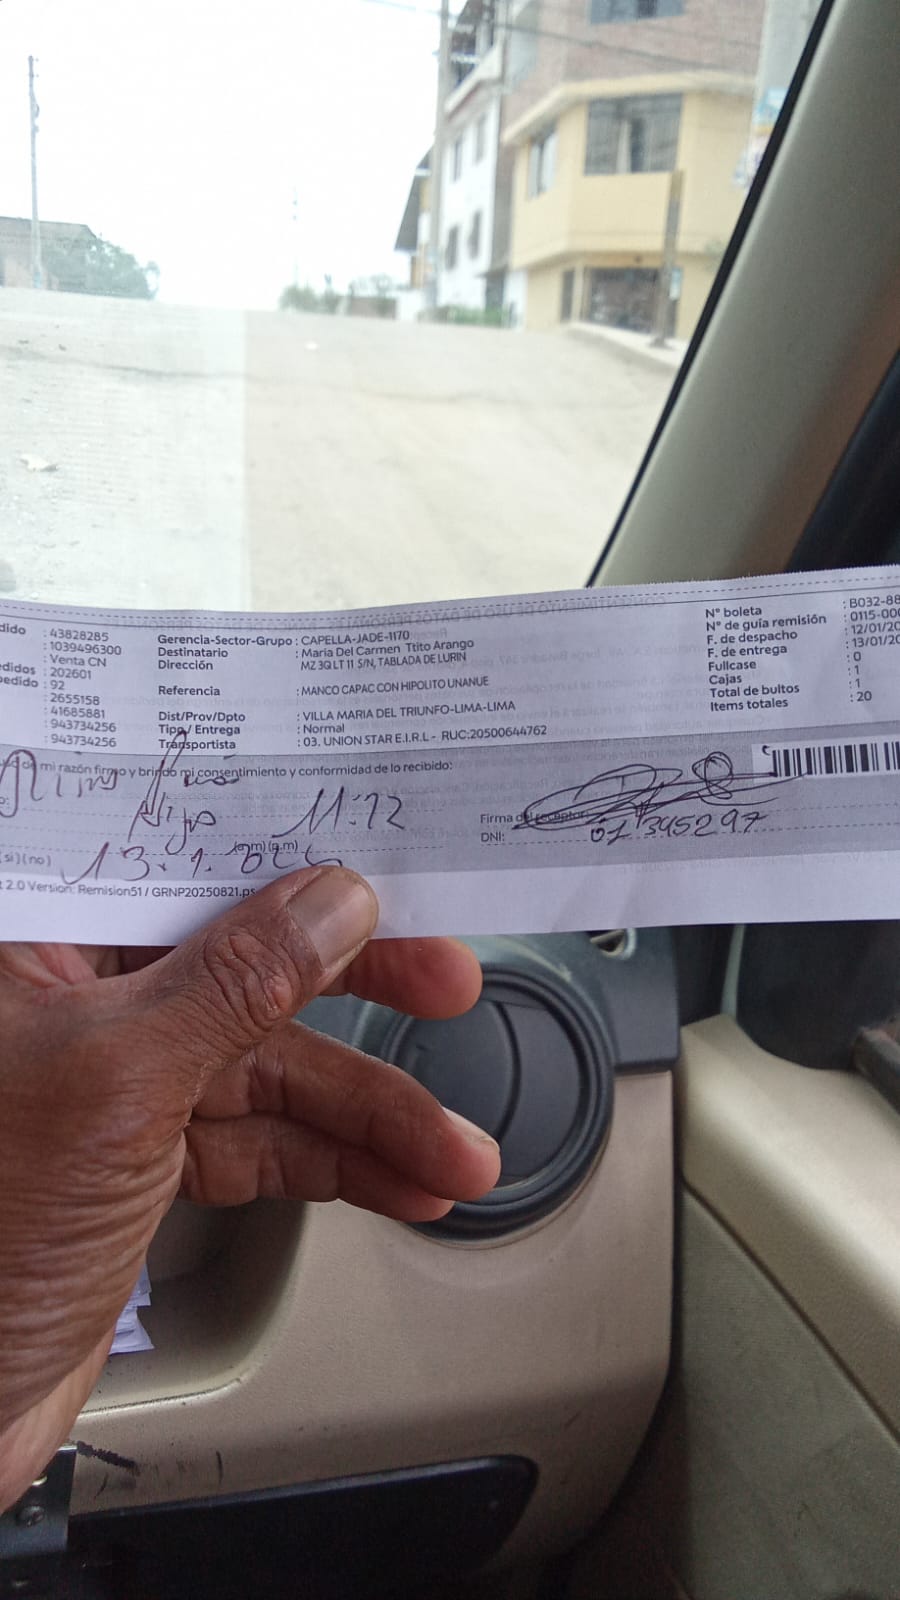 dido : 43828285
: 1039496300
: Venta CN
edidos : 202601
edido : 92
: 2655158
: 41685881
: 943734256
: 943734256
Gerencia-Sector-Grupo : CAPELLA-JADE-1170
Destinatario : Maria Del Carmen Ttito Arango
Dirección MZ 3Q LT 11 S/N, TABLADA DE LURIN
Referencia : MANCO CAPAC CON HIPOLITO UNANUE
Dist/Prov/Dpto : VILLA MARIA DEL TRIUNFO-LIMA-LIMA
Tipo / Entrega : Normal
Transportista : 03. UNION STAR E.I.R.L - RUC:20500644762
N° boleta : B032-88
N° de guía remisión : 0115-000
F. de despacho : 12/01/20
F. de entrega : 13/01/20
Fullcase : 0
Cajas : 1
Total de bultos : 1
Items totales : 20
de mi razón firmo y brindo mi consentimiento y conformidad de lo recibido:
Hijo 11:12
Firma del receptor:
DNI: 01345297
(si) (no) 13.1. (p.m) (a.m)
2.0 Version: Remision51 / GRNP20250821.ps